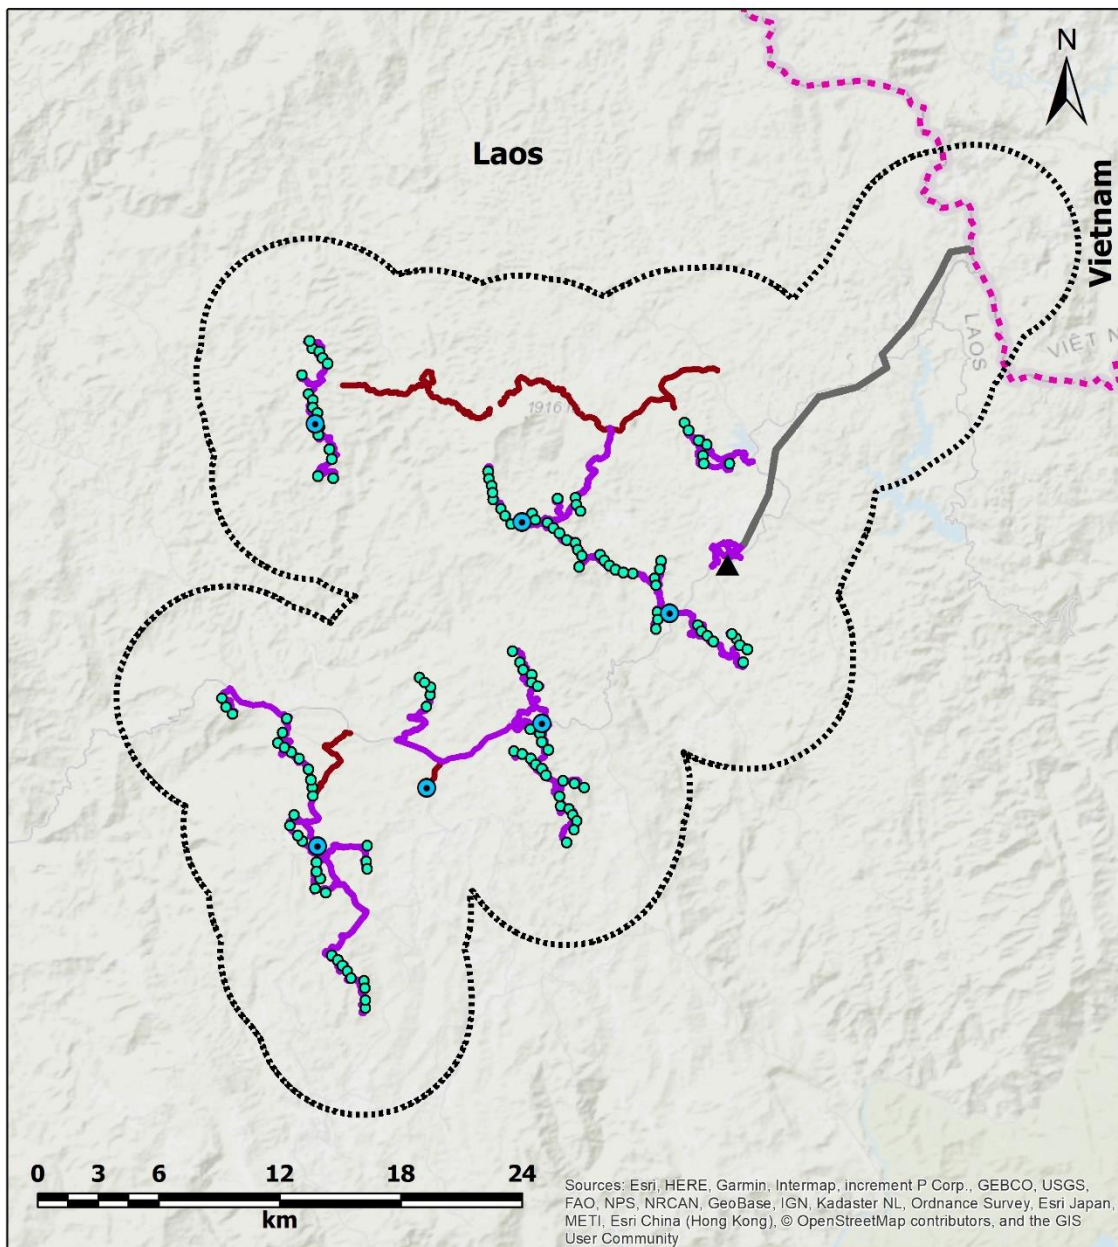 N
Laos
Vietnam
LAOS
VIỆT N
1916
0 3 6 12 18 24
km
Sources: Esri, HERE, Garmin, Intermap, increment P Corp., GEBCO, USGS,
FAO, NPS, NRCAN, GeoBase, IGN, Kadaster NL, Ordnance Survey, Esri Japan,
METI, Esri China (Hong Kong), © OpenStreetMap contributors, and the GIS
User Community